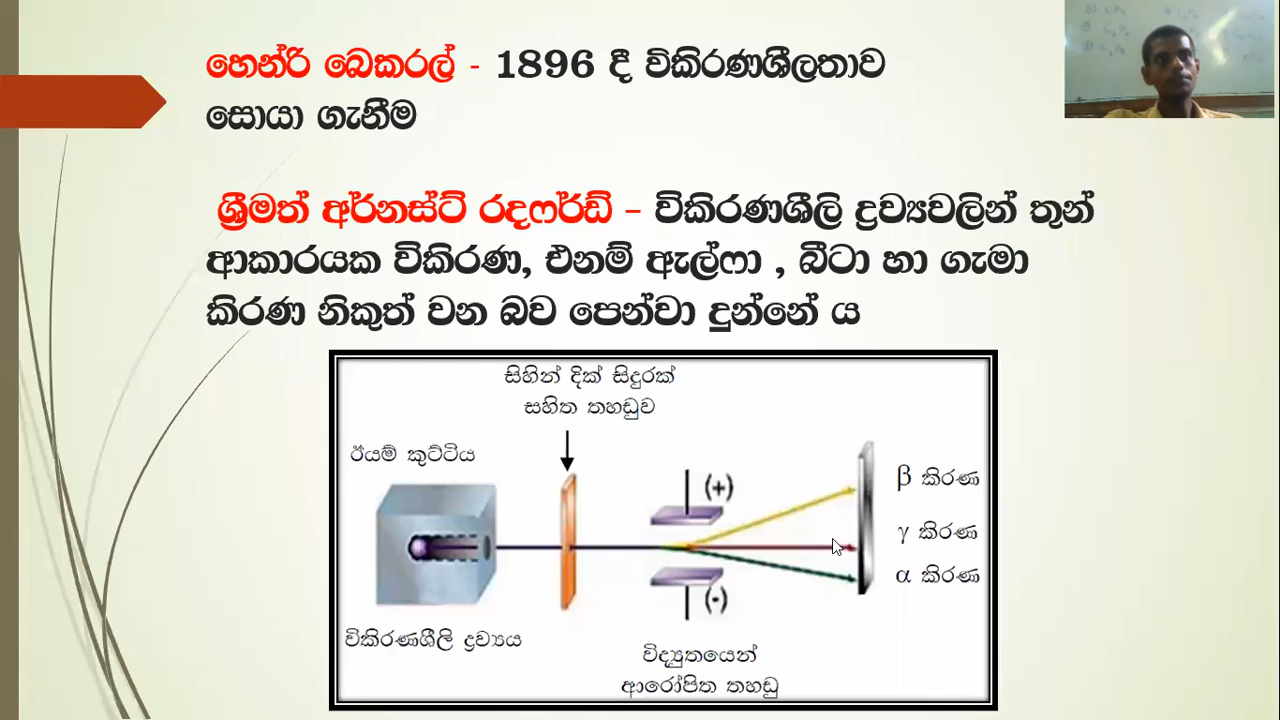 හෙන්රි බෙකරල් - 1896 දී විකිරණශීලතාව
සොයා ගැනීම
ශ්‍රීමත් අර්නස්ට් රදෆර්ඩ් – විකිරණශීලි ද්‍රව්‍යවලින් තුන්
ආකාරයක විකිරණ, එනම් ඇල්ෆා , බීටා හා ගැමා
කිරණ නිකුත් වන බව පෙන්වා දුන්නේ ය
සිහින් දික් සිදුරක්
සහිත තහඩුව
ඊයම් කුට්ටිය
(+)
β කිරණ
γ කිරණ
α කිරණ
(-)
විකිරණශීලි ද්‍රව්‍යය
විද්‍යුතයෙන්
ආරෝපිත තහඩු